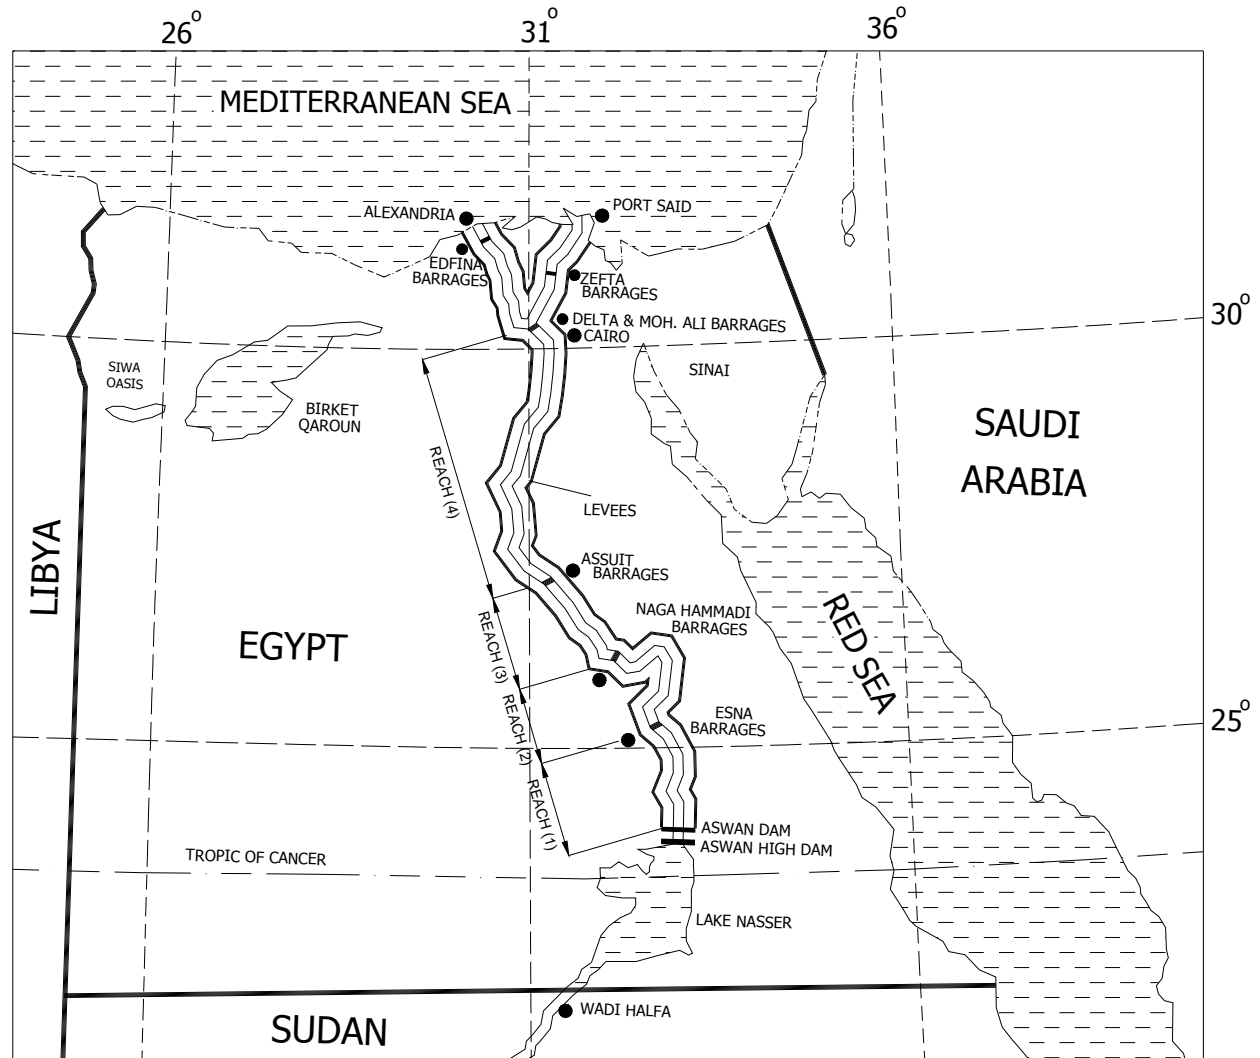 26°
31°
36°
MEDITERRANEAN SEA
ALEXANDRIA
PORT SAID
EDFINA
BARRAGES
ZEFTA
BARRAGES
DELTA & MOH. ALI BARRAGES
CAIRO
30°
SIWA
OASIS
SINAI
BIRKET
QAROUN
SAUDI
ARABIA
REACH (4)
LEVEES
LIBYA
ASSUIT
BARRAGES
NAGA HAMMADI
BARRAGES
RED SEA
EGYPT
REACH (3)
REACH (2)
ESNA
BARRAGES
25°
REACH (1)
ASWAN DAM
ASWAN HIGH DAM
TROPIC OF CANCER
LAKE NASSER
WADI HALFA
SUDAN